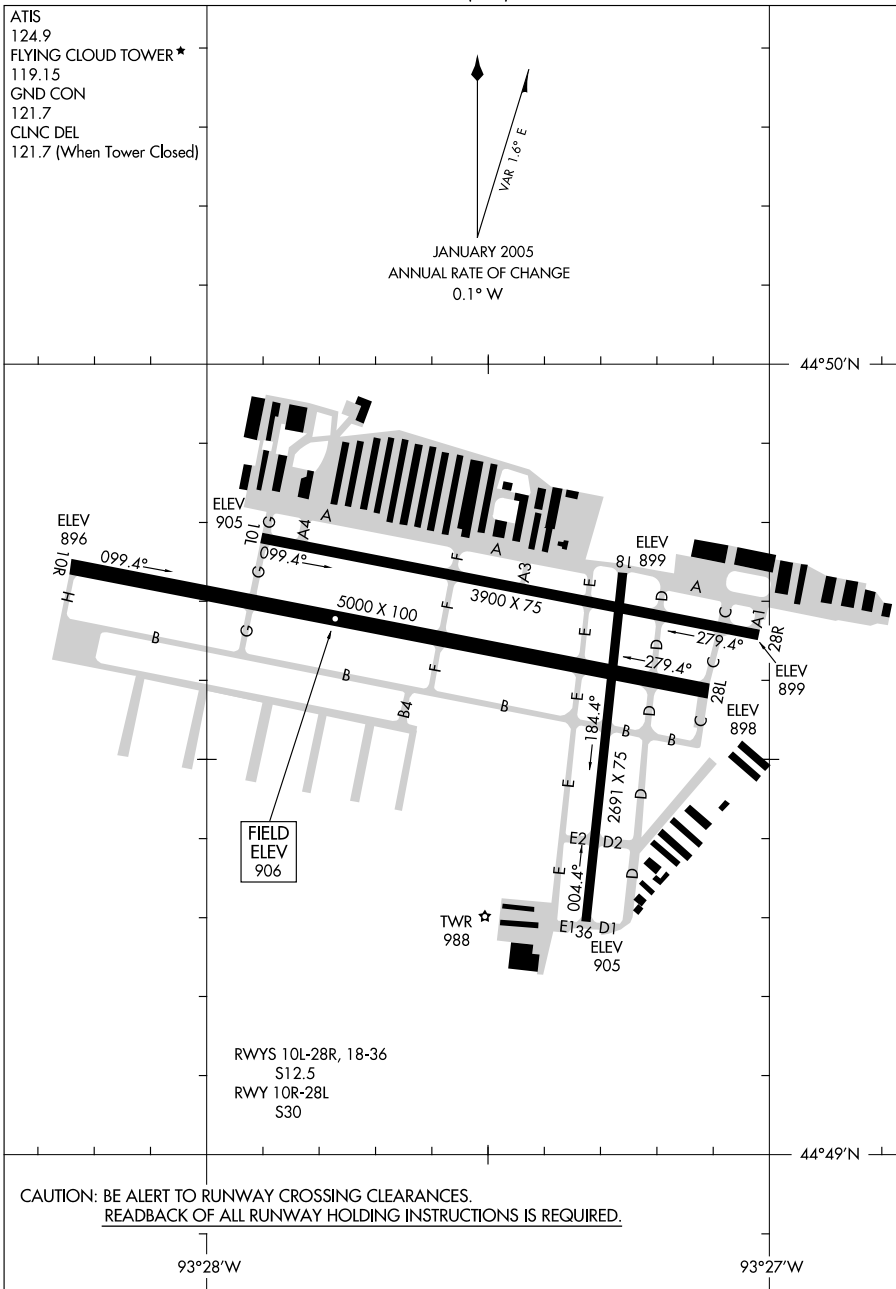 ATIS
124.9
FLYING CLOUD TOWER
119.15
GND CON
121.7
CLNC DEL
121.7 (When Tower Closed)
VAR 1.6° E
JANUARY 2005
ANNUAL RATE OF CHANGE
0.1° W
44°50'N
ELEV
905
10L
G
A4
A
A
A3
F
ELEV
896
10R
099.4°
099.4°
H
G
G
F
F
3900 X 75
5000 X 100
E
E
E
18
ELEV
899
D
D
D
A
C
C
C
A1
28R
279.4°
279.4°
28L
ELEV
899
ELEV
898
B
B
B4
B
B
B
184.4°
2691 X 75
E
D
E2
D2
E
D
004.4°
FIELD
ELEV
906
TWR
988
E1
36
D1
ELEV
905
RWYS 10L-28R, 18-36
S12.5
RWY 10R-28L
S30
44°49'N
CAUTION: BE ALERT TO RUNWAY CROSSING CLEARANCES.
READBACK OF ALL RUNWAY HOLDING INSTRUCTIONS IS REQUIRED.
93°28'W
93°27'W